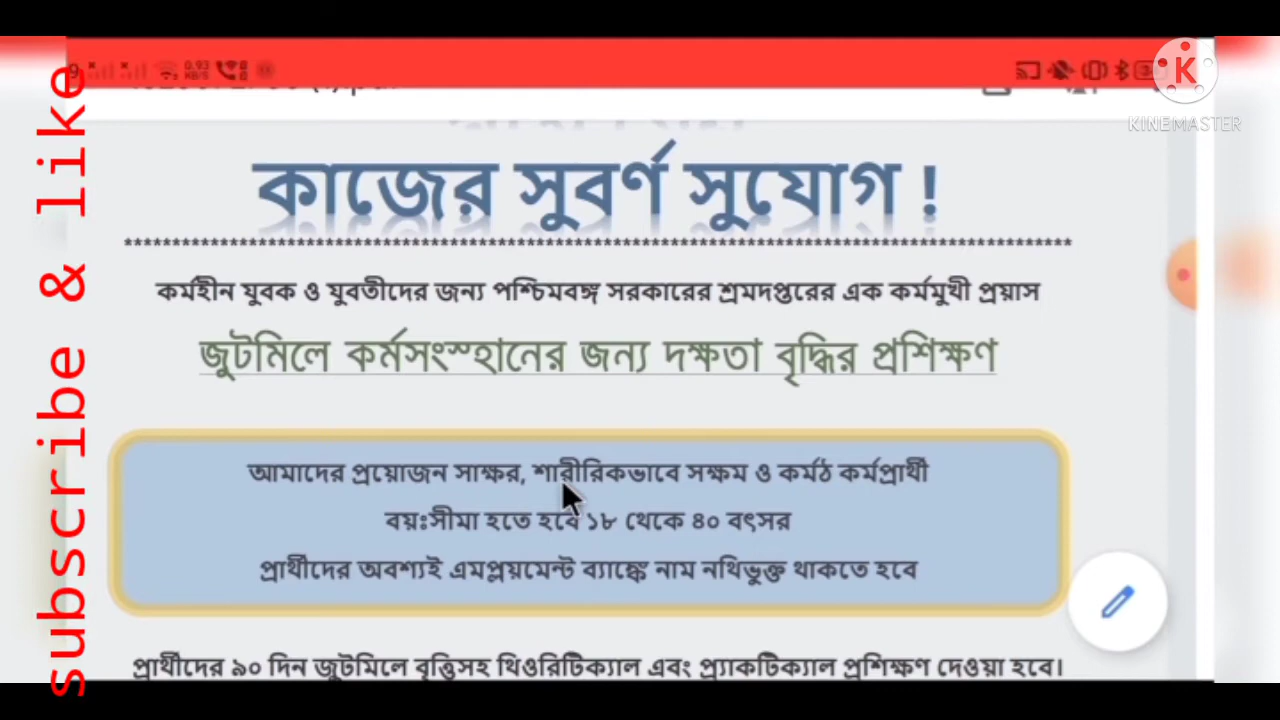 subscribe & like
KINEMASTER
কাজের সুবর্ণ সুযোগ !
কর্মহীন যুবক ও যুবতীদের জন্য পশ্চিমবঙ্গ সরকারের শ্রমদপ্তরের এক কর্মমুখী প্রয়াস
জুটমিলে কর্মসংস্হানের জন্য দক্ষতা বৃদ্ধির প্রশিক্ষণ
আমাদের প্রয়োজন সাক্ষর, শারীরিকভাবে সক্ষম ও কর্মঠ কর্মপ্রার্থী
বয়ঃসীমা হতে হবে ১৮ থেকে ৪০ বৎসর
প্রার্থীদের অবশ্যই এমপ্লয়মেন্ট ব্যাঙ্কে নাম নথিভুক্ত থাকতে হবে
প্রার্থীদের ৯০ দিন জুটমিলে বৃত্তিসহ থিওরিটিক্যাল এবং প্র্যাকটিক্যাল প্রশিক্ষণ দেওয়া হবে।